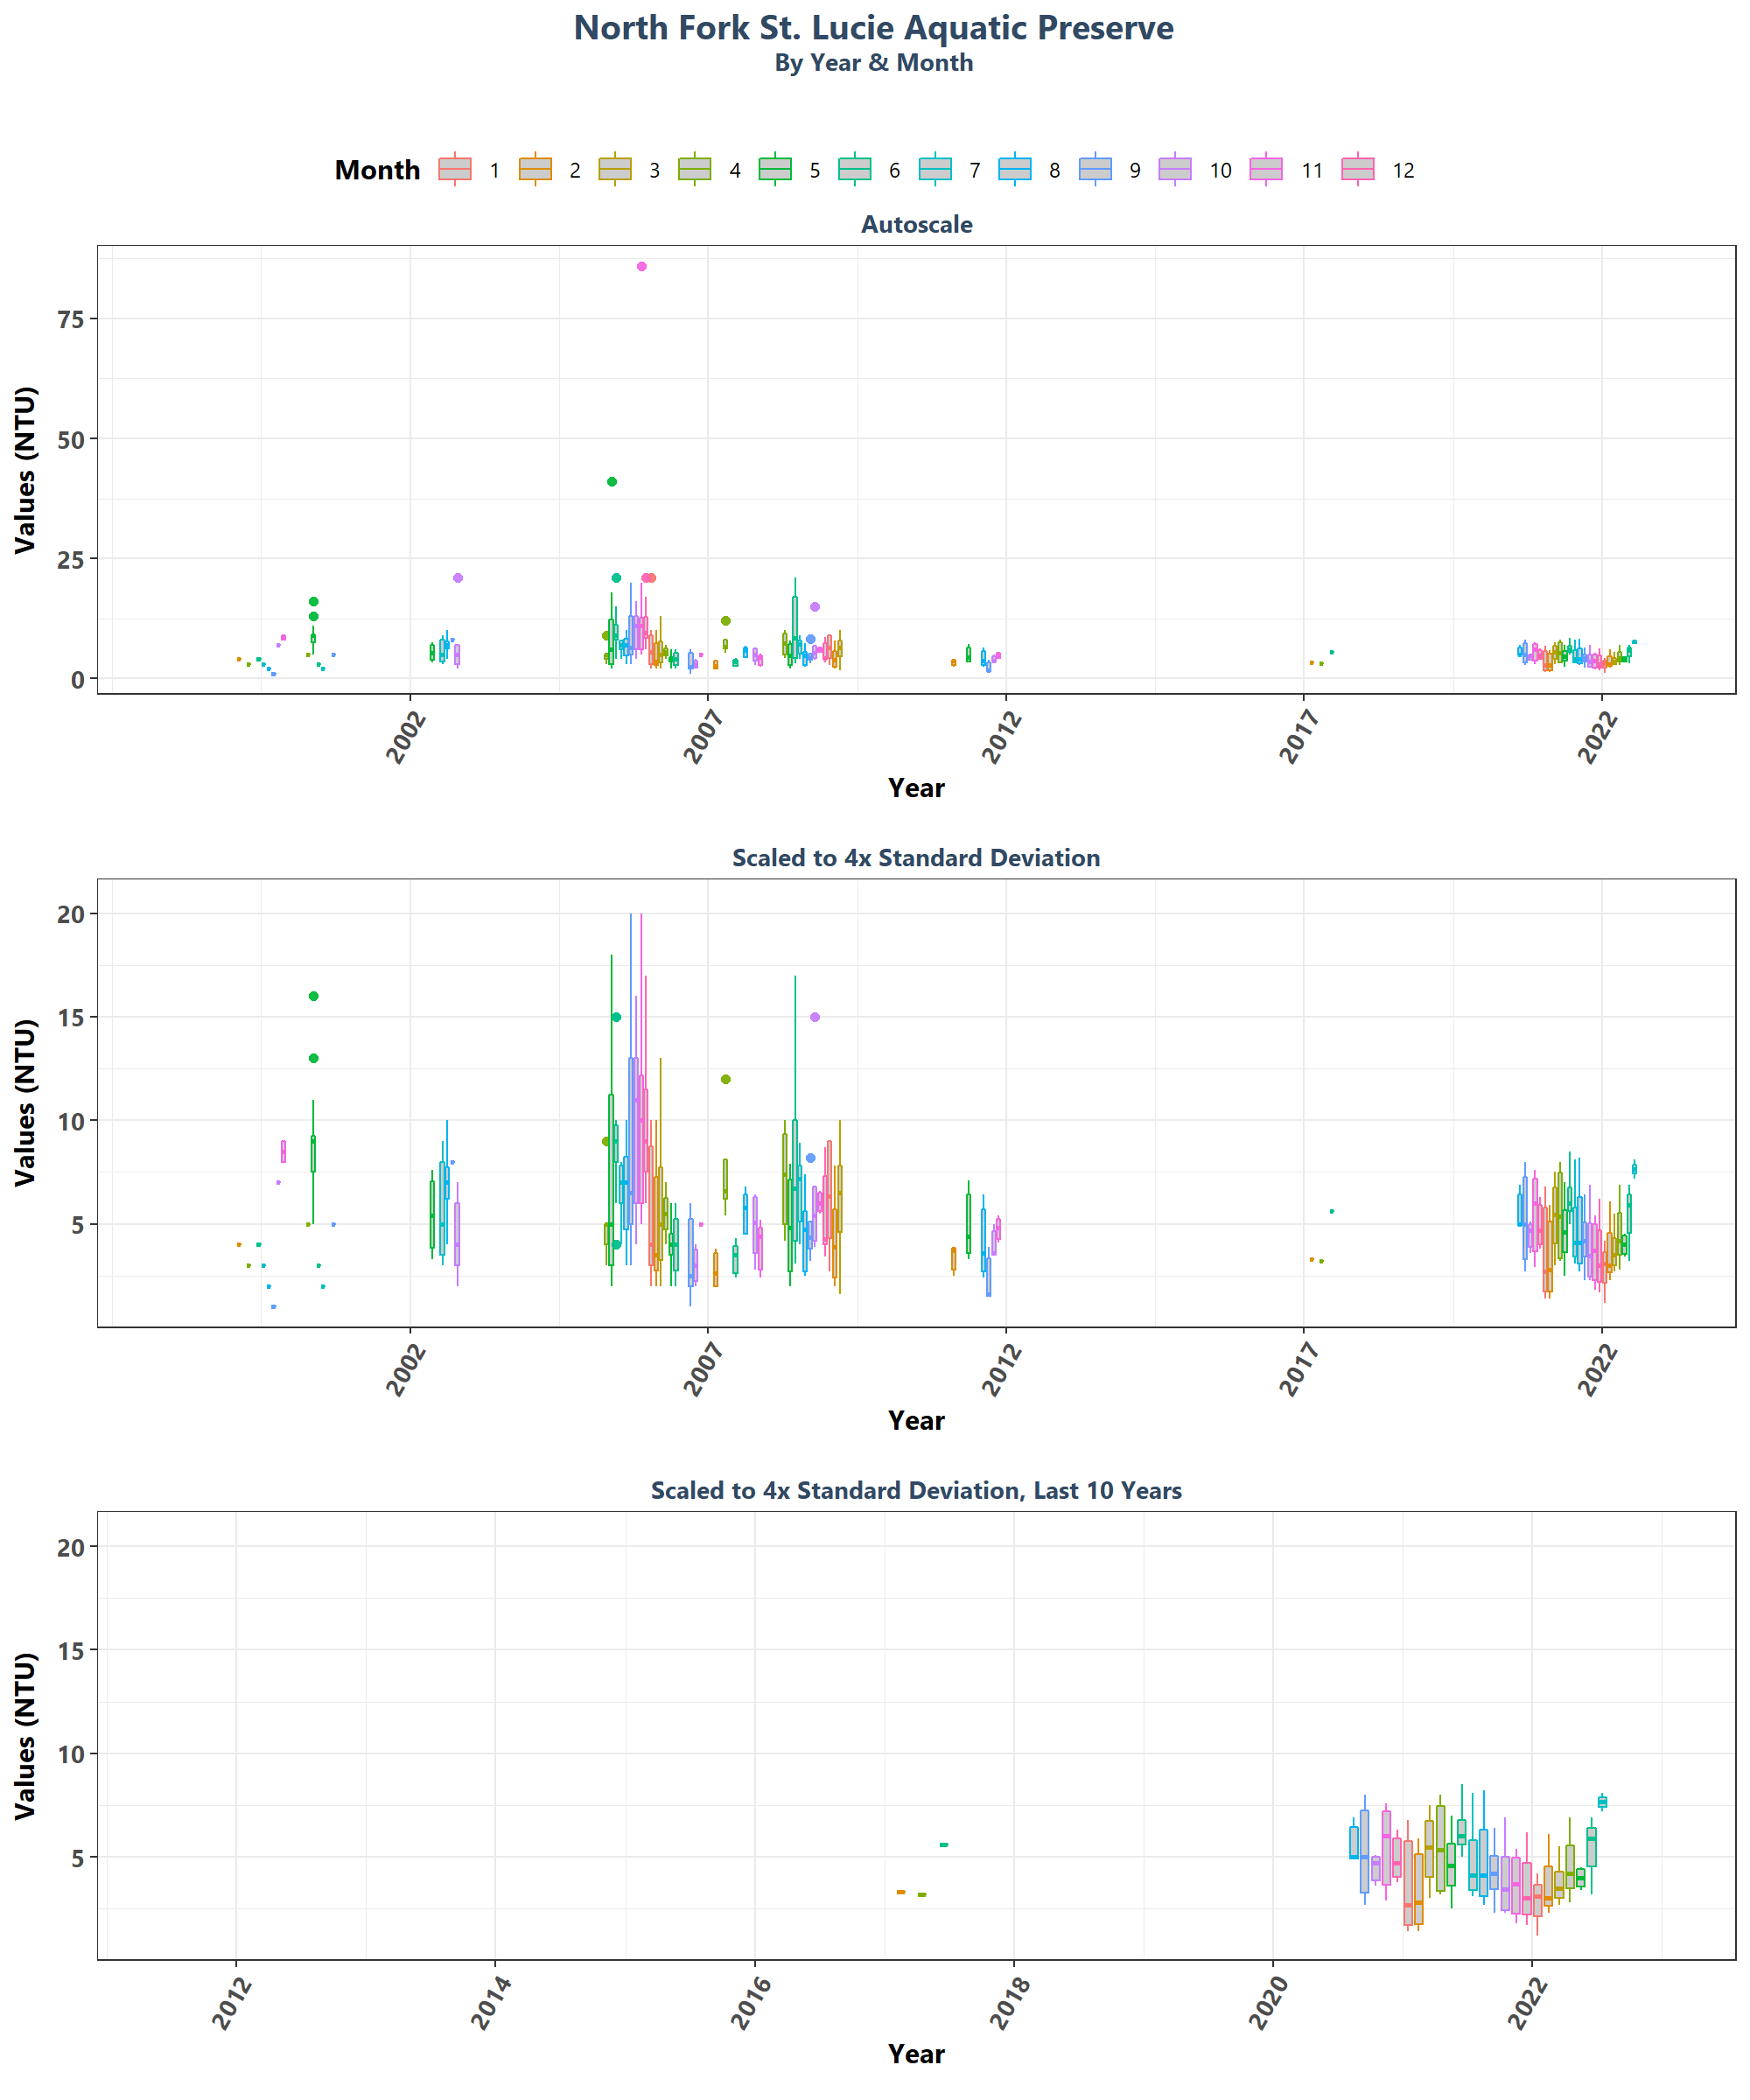 North Fork St. Lucie Aquatic Preserve
By Year & Month
Month 1 2 3 4 5 6 7 8 9 10 11 12
Autoscale
75
50
25
0
Values (NTU)
2002 2007 2012 2017 2022
Year
Scaled to 4x Standard Deviation
20
15
10
5
Values (NTU)
2002 2007 2012 2017 2022
Year
Scaled to 4x Standard Deviation, Last 10 Years
20
15
10
5
Values (NTU)
2012 2014 2016 2018 2020 2022
Year